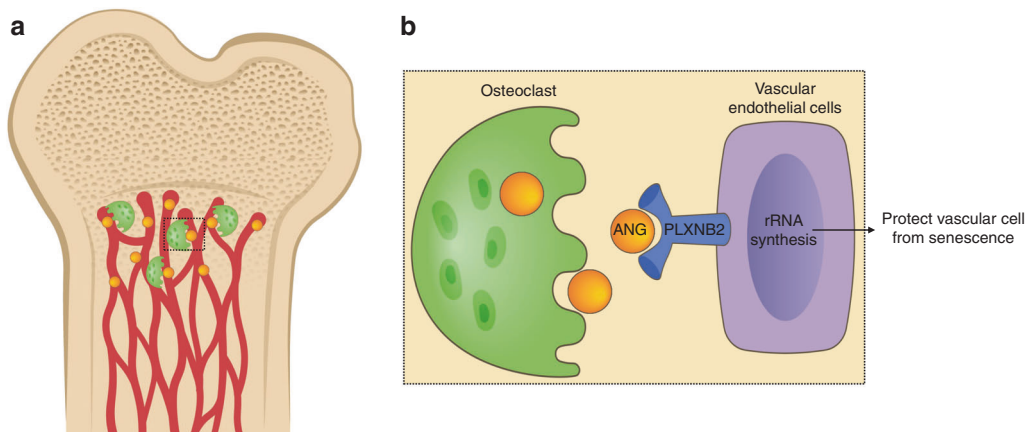 a
b
Osteoclast
Vascular
endothelial cells
ANG
PLXNB2
rRNA
synthesis
Protect vascular cell
from senescence